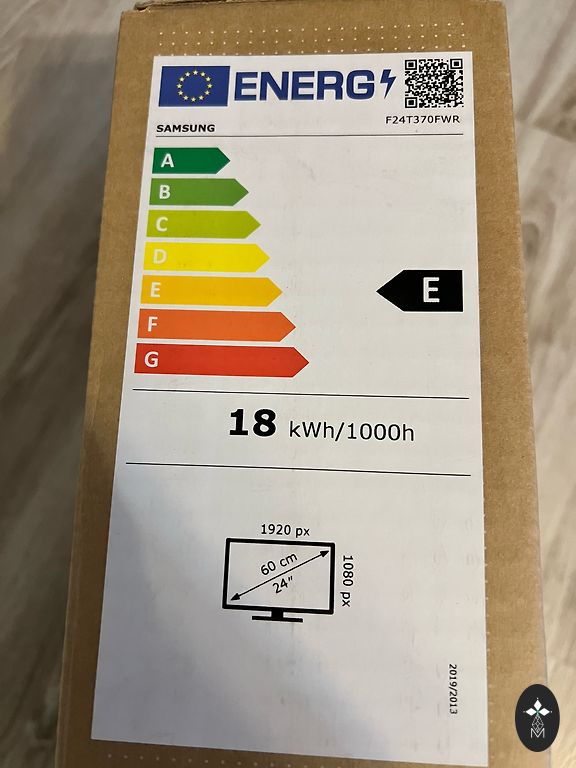 ENERG
SAMSUNG
F24T370FWR
A
B
C
D
E
E
F
G
18 kWh/1000h
1920 px
60 cm
24"
1080 px
2019/2013
M